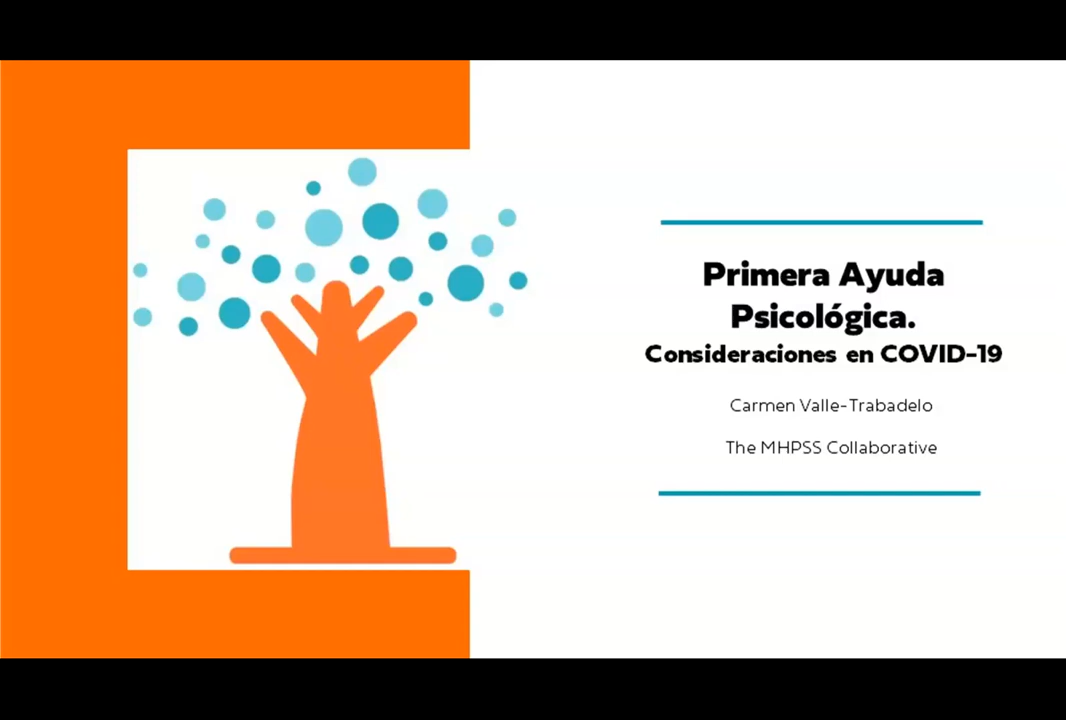 Primera Ayuda
Psicológica.
Consideraciones en COVID-19
Carmen Valle-Trabadelo
The MHPSS Collaborative